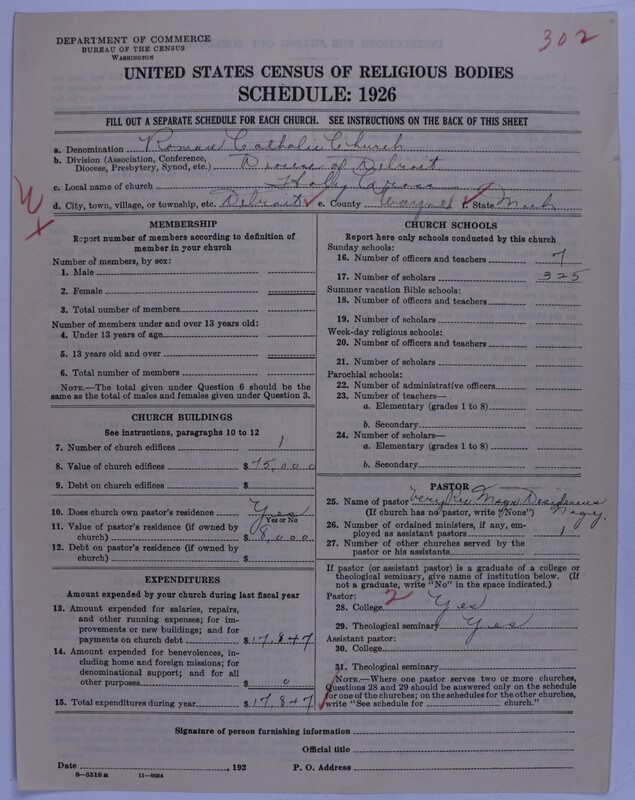 DEPARTMENT OF COMMERCE
BUREAU OF THE CENSUS
WASHINGTON
302
UNITED STATES CENSUS OF RELIGIOUS BODIES
SCHEDULE: 1926
FILL OUT A SEPARATE SCHEDULE FOR EACH CHURCH. SEE INSTRUCTIONS ON THE BACK OF THIS SHEET
a. Denomination Roman Catholic Church
b. Division (Association, Conference,
Diocese, Presbytery, Synod, etc.) Diocese of Detroit
c. Local name of church Holy Cross
d. City, town, village, or township, etc. Detroit e. County Wayne f. State Mich
MEMBERSHIP
Report number of members according to definition of
member in your church
Number of members, by sex:
1. Male
2. Female
3. Total number of members
Number of members under and over 13 years old:
4. Under 13 years of age
5. 13 years old and over
6. Total number of members
NOTE.—The total given under Question 6 should be the
same as the total of males and females given under Question 3.
CHURCH BUILDINGS
See instructions, paragraphs 10 to 12
7. Number of church edifices 1
8. Value of church edifices $75,000
9. Debt on church edifices $
10. Does church own pastor's residence Yes
Yes or No
11. Value of pastor's residence (if owned by
church) $8,000
12. Debt on pastor's residence (if owned by
church) $
EXPENDITURES
Amount expended by your church during last fiscal year
13. Amount expended for salaries, repairs,
and other running expenses; for im-
provements or new buildings; and for
payments on church debt $17,847
14. Amount expended for benevolences, in-
cluding home and foreign missions; for
denominational support; and for all
other purposes $0
15. Total expenditures during year $17,847
CHURCH SCHOOLS
Report here only schools conducted by this church
Sunday schools:
16. Number of officers and teachers 7
17. Number of scholars 325
Summer vacation Bible schools:
18. Number of officers and teachers
19. Number of scholars
Week-day religious schools:
20. Number of officers and teachers
21. Number of scholars
Parochial schools:
22. Number of administrative officers
23. Number of teachers—
a. Elementary (grades 1 to 8)
b. Secondary
24. Number of scholars—
a. Elementary (grades 1 to 8)
b. Secondary
PASTOR
25. Name of pastor Very Rev. Msgr Desiderius
(If church has no pastor, write "None") Nagy.
26. Number of ordained ministers, if any, em-
ployed as assistant pastors 1
27. Number of other churches served by the
pastor or his assistants
If pastor (or assistant pastor) is a graduate of a college or
theological seminary, give name of institution below. (If
not a graduate, write "No" in the space indicated.)
Pastor:
28. College 2 Yes
29. Theological seminary Yes
Assistant pastor:
30. College
31. Theological seminary
NOTE.—Where one pastor serves two or more churches,
Questions 28 and 29 should be answered only on the schedule
for one of the churches; on the schedules for the other churches,
write "See schedule for church."
Signature of person furnishing information
Official title
Date , 192 P. O. Address
8—5518a 11—9684